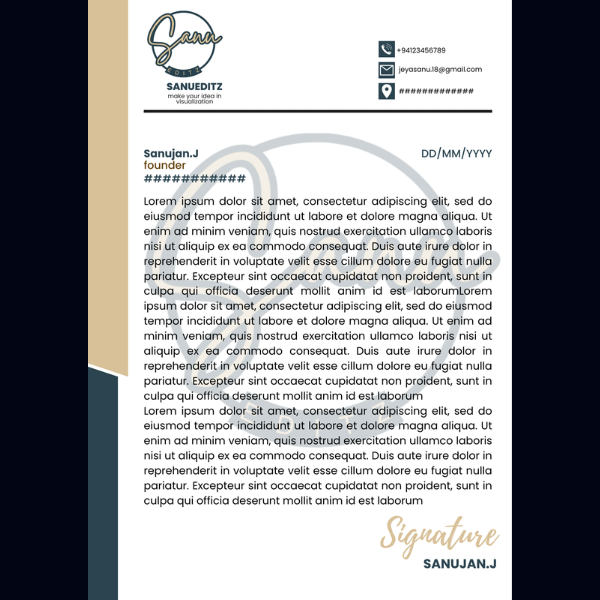 Sanu
EDITZ
SANUEDITZ
make your idea in
visualization
+94123456789
jeyasanu.18@gmail.com
#############
Sanujan.J
founder
###########
DD/MM/YYYY
Lorem ipsum dolor sit amet, consectetur adipiscing elit, sed do
eiusmod tempor incididunt ut labore et dolore magna aliqua. Ut
enim ad minim veniam, quis nostrud exercitation ullamco laboris
nisi ut aliquip ex ea commodo consequat. Duis aute irure dolor in
reprehenderit in voluptate velit esse cillum dolore eu fugiat nulla
pariatur. Excepteur sint occaecat cupidatat non proident, sunt in
culpa qui officia deserunt mollit anim id est laborumLorem
ipsum dolor sit amet, consectetur adipiscing elit, sed do eiusmod
tempor incididunt ut labore et dolore magna aliqua. Ut enim ad
minim veniam, quis nostrud exercitation ullamco laboris nisi ut
aliquip ex ea commodo consequat. Duis aute irure dolor in
reprehenderit in voluptate velit esse cillum dolore eu fugiat nulla
pariatur. Excepteur sint occaecat cupidatat non proident, sunt in
culpa qui officia deserunt mollit anim id est laborum
Lorem ipsum dolor sit amet, consectetur adipiscing elit, sed do
eiusmod tempor incididunt ut labore et dolore magna aliqua. Ut
enim ad minim veniam, quis nostrud exercitation ullamco laboris
nisi ut aliquip ex ea commodo consequat. Duis aute irure dolor in
reprehenderit in voluptate velit esse cillum dolore eu fugiat nulla
pariatur. Excepteur sint occaecat cupidatat non proident, sunt in
culpa qui officia deserunt mollit anim id est laborum
Sanu
EDITZ
Signature
SANUJAN.J